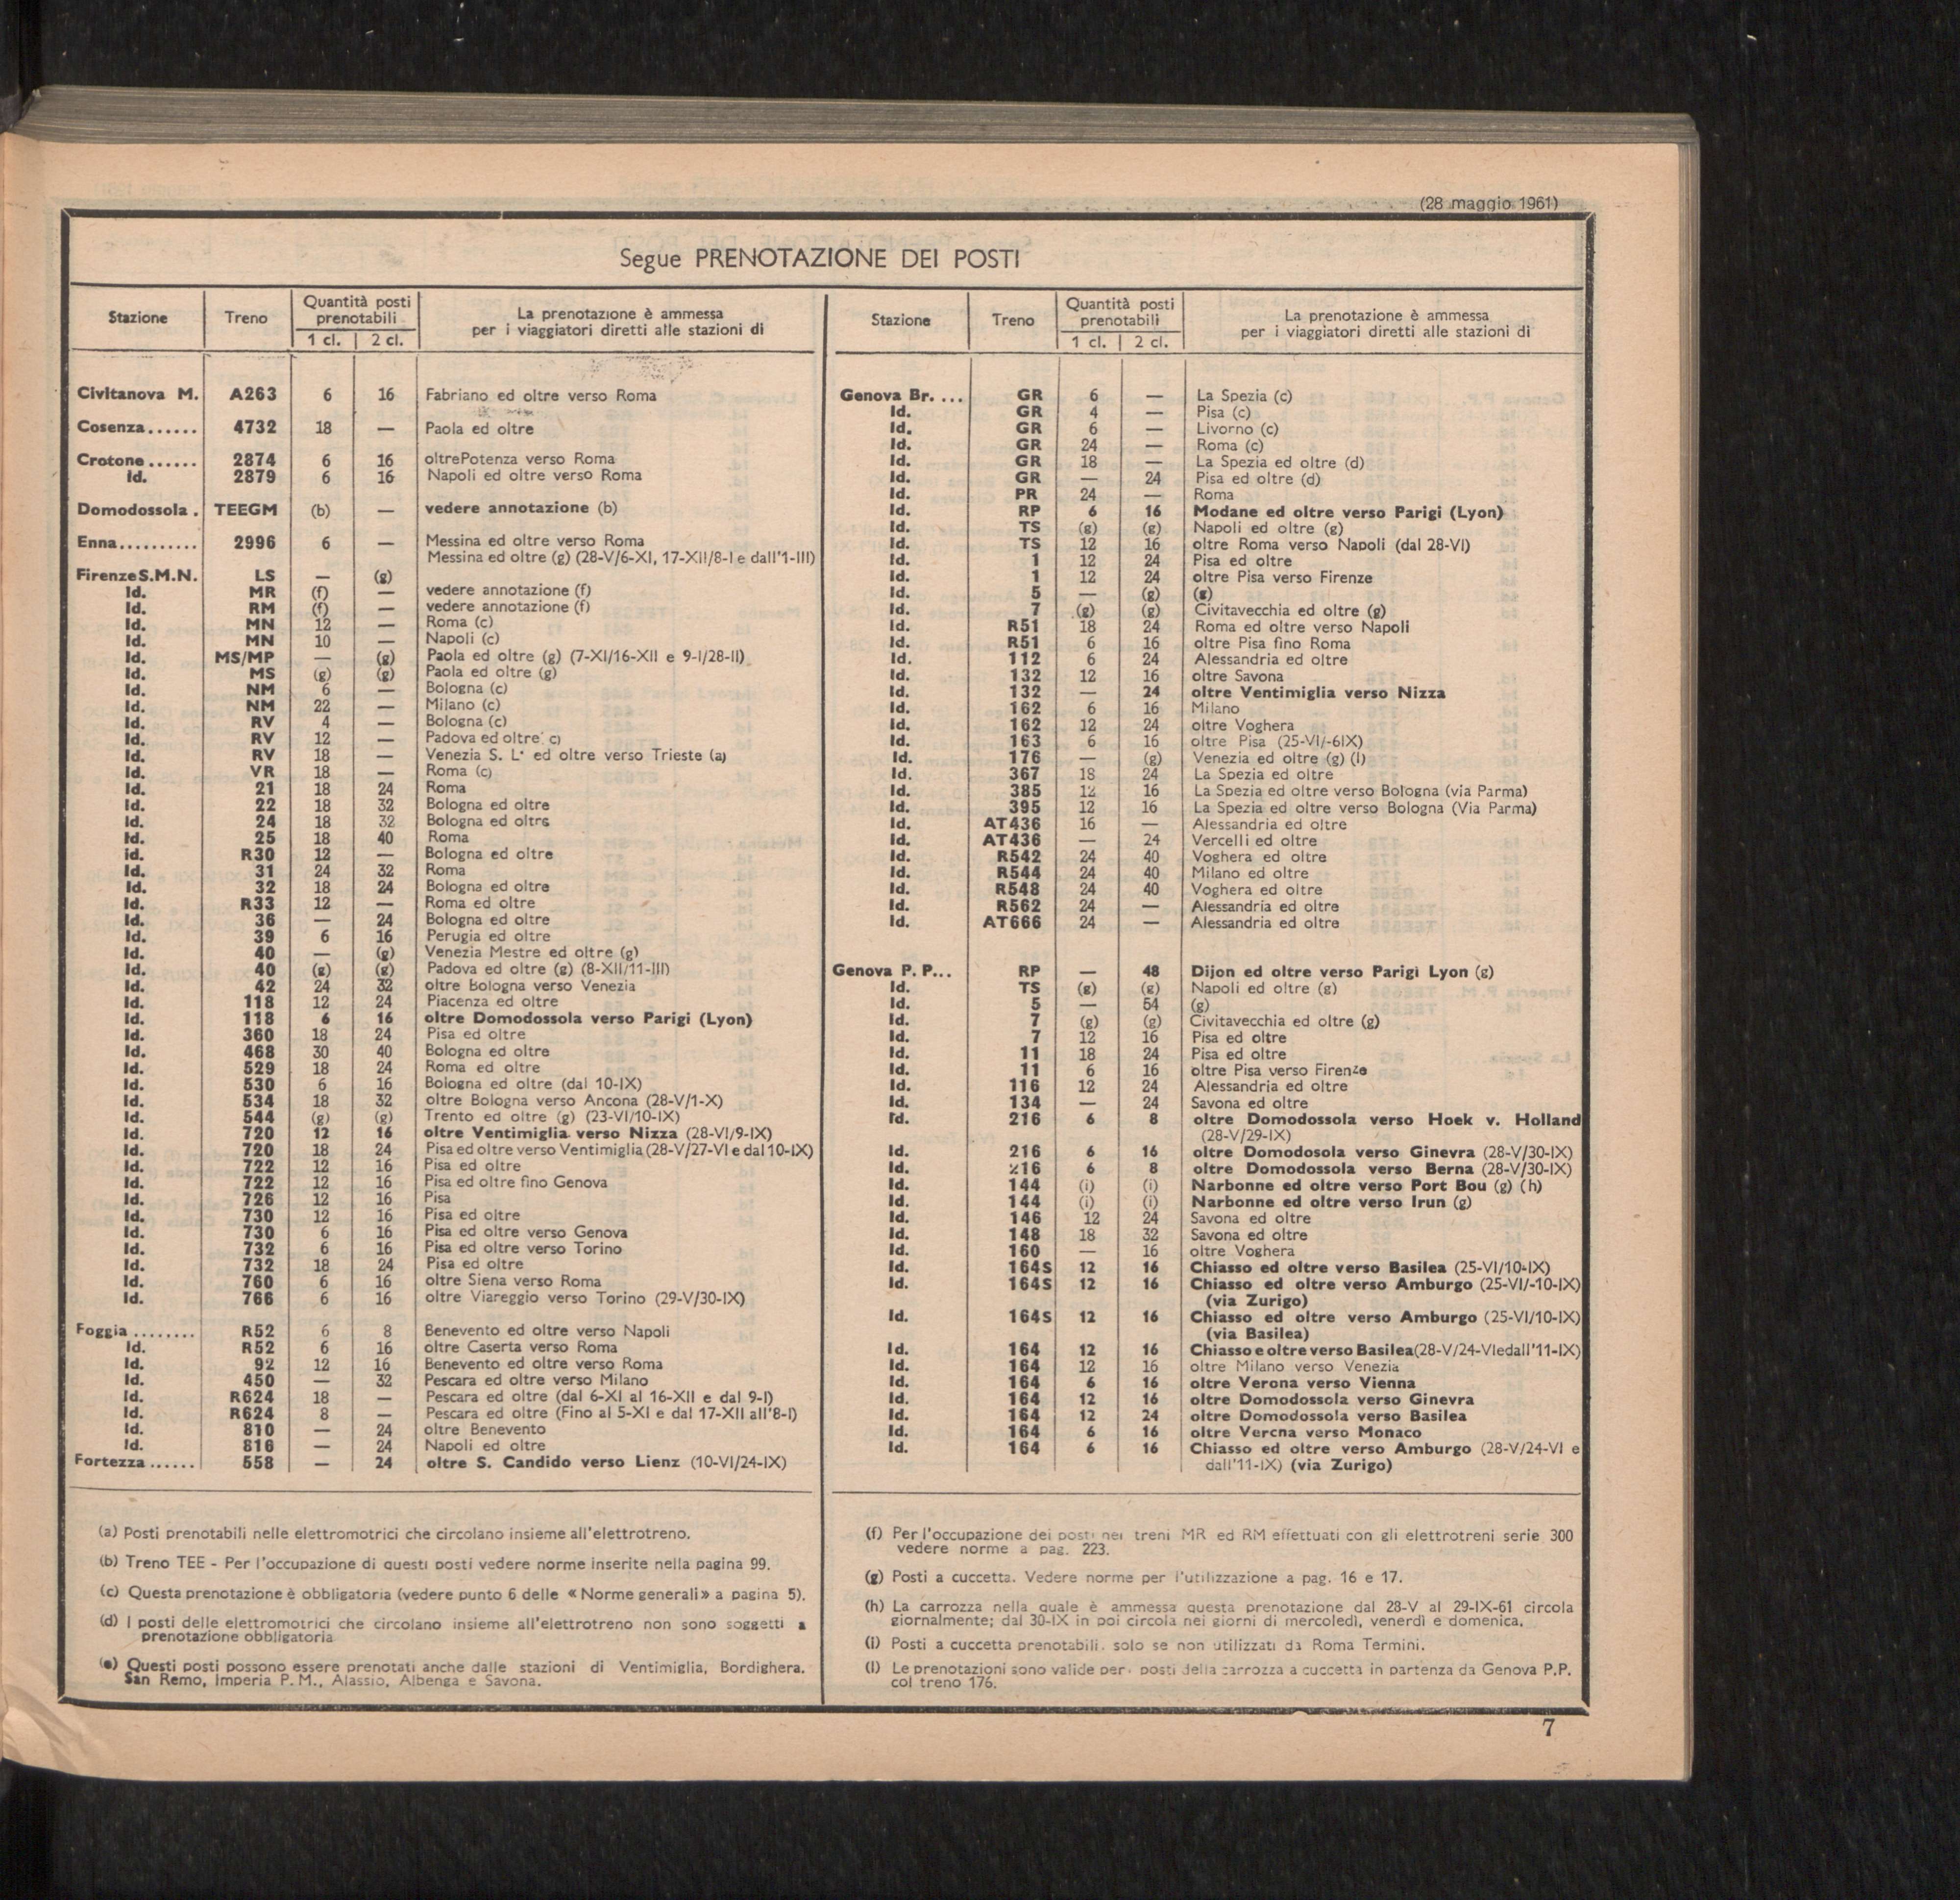 (28 maggio 1961)
Segue PRENOTAZIONE DEI POSTI
Stazione Treno Quantità posti prenotabili La prenotazione è ammessa
per i viaggiatori diretti alle stazioni di
1 cl. 2 cl.
Civitanova M. A263 6 16 Fabriano ed oltre verso Roma
Cosenza...... 4732 18 — Paola ed oltre
Crotone...... 2874 6 16 oltrePotenza verso Roma
Id. 2879 6 16 Napoli ed oltre verso Roma
Domodossola . TEEGM (b) — vedere annotazione (b)
Enna.......... 2996 6 — Messina ed oltre verso Roma
Messina ed oltre (g) (28-V/6-XI, 17-XII/8-I e dall'1-III)
FirenzeS.M.N. LS — (g)
Id. MR (f) — vedere annotazione (f)
Id. RM (f) — vedere annotazione (f)
Id. MN 12 — Roma (c)
Id. MN 10 — Napoli (c)
Id. MS/MP — (g) Paola ed oltre (g) (7-XI/16-XII e 9-I/28-II)
Id. MS (g) (g) Paola ed oltre (g)
Id. NM 6 — Bologna (c)
Id. NM 22 — Milano (c)
Id. RV 4 — Bologna (c)
Id. RV 12 — Padova ed oltre c)
Id. RV 18 — Venezia S. L. ed oltre verso Trieste (a)
Id. VR 18 — Roma (c)
Id. 21 18 24 Roma
Id. 22 18 32 Bologna ed oltre
Id. 24 18 32 Bologna ed oltre
Id. 25 18 40 Roma
id. R30 12 — Bologna ed oltre
Id. 31 24 32 Roma
Id. 32 18 24 Bologna ed oltre
Id. R33 12 — Roma ed oltre
Id. 36 — 24 Bologna ed oltre
Id. 39 6 16 Perugia ed oltre
Id. 40 — (g) Venezia Mestre ed oltre (g)
Id. 40 (g) (g) Padova ed oltre (g) (8-XII/11-III)
Id. 42 24 32 oltre Bologna verso Venezia
Id. 118 12 24 Piacenza ed oltre
Id. 118 6 16 oltre Domodossola verso Parigi (Lyon)
Id. 360 18 24 Pisa ed oltre
Id. 468 30 40 Bologna ed oltre
Id. 529 18 24 Roma ed oltre
Id. 530 6 16 Bologna ed oltre (dal 10-IX)
Id. 534 18 32 oltre Bologna verso Ancona (28-V/1-X)
Id. 544 (g) (g) Trento ed oltre (g) (23-VI/10-IX)
Id. 720 12 16 oltre Ventimiglia verso Nizza (28-VI/9-IX)
Id. 720 18 24 Pisa ed oltre verso Ventimiglia (28-V/27-VI e dal 10-IX)
Id. 722 12 16 Pisa ed oltre
Id. 722 12 16 Pisa ed oltre fino Genova
Id. 726 12 16 Pisa
Id. 730 12 16 Pisa ed oltre
Id. 730 6 16 Pisa ed oltre verso Genova
Id. 732 6 16 Pisa ed oltre verso Torino
Id. 732 18 24 Pisa ed oltre
Id. 760 6 16 oltre Siena verso Roma
Id. 766 6 16 oltre Viareggio verso Torino (29-V/30-IX)
Foggia ........ R52 6 8 Benevento ed oltre verso Napoli
Id. R52 6 16 oltre Caserta verso Roma
Id. 92 12 16 Benevento ed oltre verso Roma
Id. 450 — 32 Pescara ed oltre verso Milano
Id. R624 18 — Pescara ed oltre (dal 6-XI al 16-XII e dal 9-I)
Id. R624 8 — Pescara ed oltre (Fino al 5-XI e dal 17-XII all'8-I)
Id. 810 — 24 oltre Benevento
Id. 816 — 24 Napoli ed oltre
Fortezza...... 558 — 24 oltre S. Candido verso Lienz (10-VI/24-IX)
(a) Posti prenotabili nelle elettromotrici che circolano insieme all'elettrotreno.
(b) Treno TEE - Per l'occupazione di questi posti vedere norme inserite nella pagina 99.
(c) Questa prenotazione è obbligatoria (vedere punto 6 delle «Norme generali» a pagina 5).
(d) I posti delle elettromotrici che circolano insieme all'elettrotreno non sono soggetti a
prenotazione obbligatoria
(e) Questi posti possono essere prenotati anche dalle stazioni di Ventimiglia, Bordighera.
San Remo, Imperia P. M., Alassio, Albenga e Savona.
Stazione Treno Quantità posti prenotabili La prenotazione è ammessa
per i viaggiatori diretti alle stazioni di
1 cl. 2 cl.
Genova Br. ... GR 6 — La Spezia (c)
Id. GR 4 — Pisa (c)
Id. GR 6 — Livorno (c)
Id. GR 24 — Roma (c)
Id. GR 18 — La Spezia ed oltre (d)
Id. GR — 24 Pisa ed oltre (d)
Id. PR 24 — Roma
Id. RP 6 16 Modane ed oltre verso Parigi (Lyon)
Id. TS (g) (g) Napoli ed oltre (g)
Id. TS 12 16 oltre Roma verso Napoli (dal 28-VI)
Id. 1 12 24 Pisa ed oltre
Id. 1 12 24 oltre Pisa verso Firenze
Id. 5 — (g) (g)
Id. 7 (g) (g) Civitavecchia ed oltre (g)
Id. R51 18 24 Roma ed oltre verso Napoli
Id. R51 6 16 oltre Pisa fino Roma
Id. 112 6 24 Alessandria ed oltre
Id. 132 12 16 oltre Savona
Id. 132 — 24 oltre Ventimiglia verso Nizza
Id. 162 6 16 Milano
Id. 162 12 24 oltre Voghera
Id. 163 6 16 oltre Pisa (25-VI/-6IX)
Id. 176 — (g) Venezia ed oltre (g) (l)
Id. 367 18 24 La Spezia ed oltre
Id. 385 12 16 La Spezia ed oltre verso Bologna (via Parma)
Id. 395 12 16 La Spezia ed oltre verso Bologna (Via Parma)
Id. AT436 16 — Alessandria ed oltre
Id. AT436 — 24 Vercelli ed oltre
Id. R542 24 40 Voghera ed oltre
Id. R544 24 40 Milano ed oltre
Id. R548 24 40 Voghera ed oltre
Id. R562 24 — Alessandria ed oltre
Id. AT666 24 — Alessandria ed oltre
Genova P. P... RP — 48 Dijon ed oltre verso Parigi Lyon (g)
Id. TS (g) (g) Napoli ed oltre (g)
Id. 5 — 54 (g)
Id. 7 (g) (g) Civitavecchia ed oltre (g)
Id. 7 12 16 Pisa ed oltre
Id. 11 18 24 Pisa ed oltre
Id. 11 6 16 oltre Pisa verso Firenze
Id. 116 12 24 Alessandria ed oltre
Id. 134 — 24 Savona ed oltre
Id. 216 6 8 oltre Domodossola verso Hoek v. Holland
(28-V/29-IX)
Id. 216 6 16 oltre Domodosola verso Ginevra (28-V/30-IX)
Id. 216 6 8 oltre Domodossola verso Berna (28-V/30-IX)
Id. 144 (i) (i) Narbonne ed oltre verso Port Bou (g) (h)
Id. 144 (i) (i) Narbonne ed oltre verso Irun (g)
Id. 146 12 24 Savona ed oltre
Id. 148 18 32 Savona ed oltre
Id. 160 — 16 oltre Voghera
Id. 164S 12 16 Chiasso ed oltre verso Basilea (25-VI/10-IX)
Id. 164S 12 16 Chiasso ed oltre verso Amburgo (25-VI/-10-IX)
(via Zurigo)
Id. 164S 12 16 Chiasso ed oltre verso Amburgo (25-VI/10-IX)
(via Basilea)
Id. 164 12 16 Chiasso e oltre verso Basilea (28-V/24-VIedall'11-IX)
Id. 164 12 16 oltre Milano verso Venezia
Id. 164 6 16 oltre Verona verso Vienna
Id. 164 12 16 oltre Domodossola verso Ginevra
Id. 164 12 24 oltre Domodossola verso Basilea
Id. 164 6 16 oltre Vercna verso Monaco
Id. 164 6 16 Chiasso ed oltre verso Amburgo (28-V/24-VI e
dall'11-IX) (via Zurigo)
(f) Per l'occupazione dei posti nei treni MR ed RM effettuati con gli elettrotreni serie 300
vedere norme a pag. 223.
(g) Posti a cuccetta. Vedere norme per l'utilizzazione a pag. 16 e 17.
(h) La carrozza nella quale è ammessa questa prenotazione dal 28-V al 29-IX-61 circola
giornalmente; dal 30-IX in poi circola nei giorni di mercoledì, venerdì e domenica.
(i) Posti a cuccetta prenotabili. solo se non utilizzati da Roma Termini.
(l) Le prenotazioni sono valide per posti della carrozza a cuccetta in partenza da Genova P.P.
col treno 176.
7